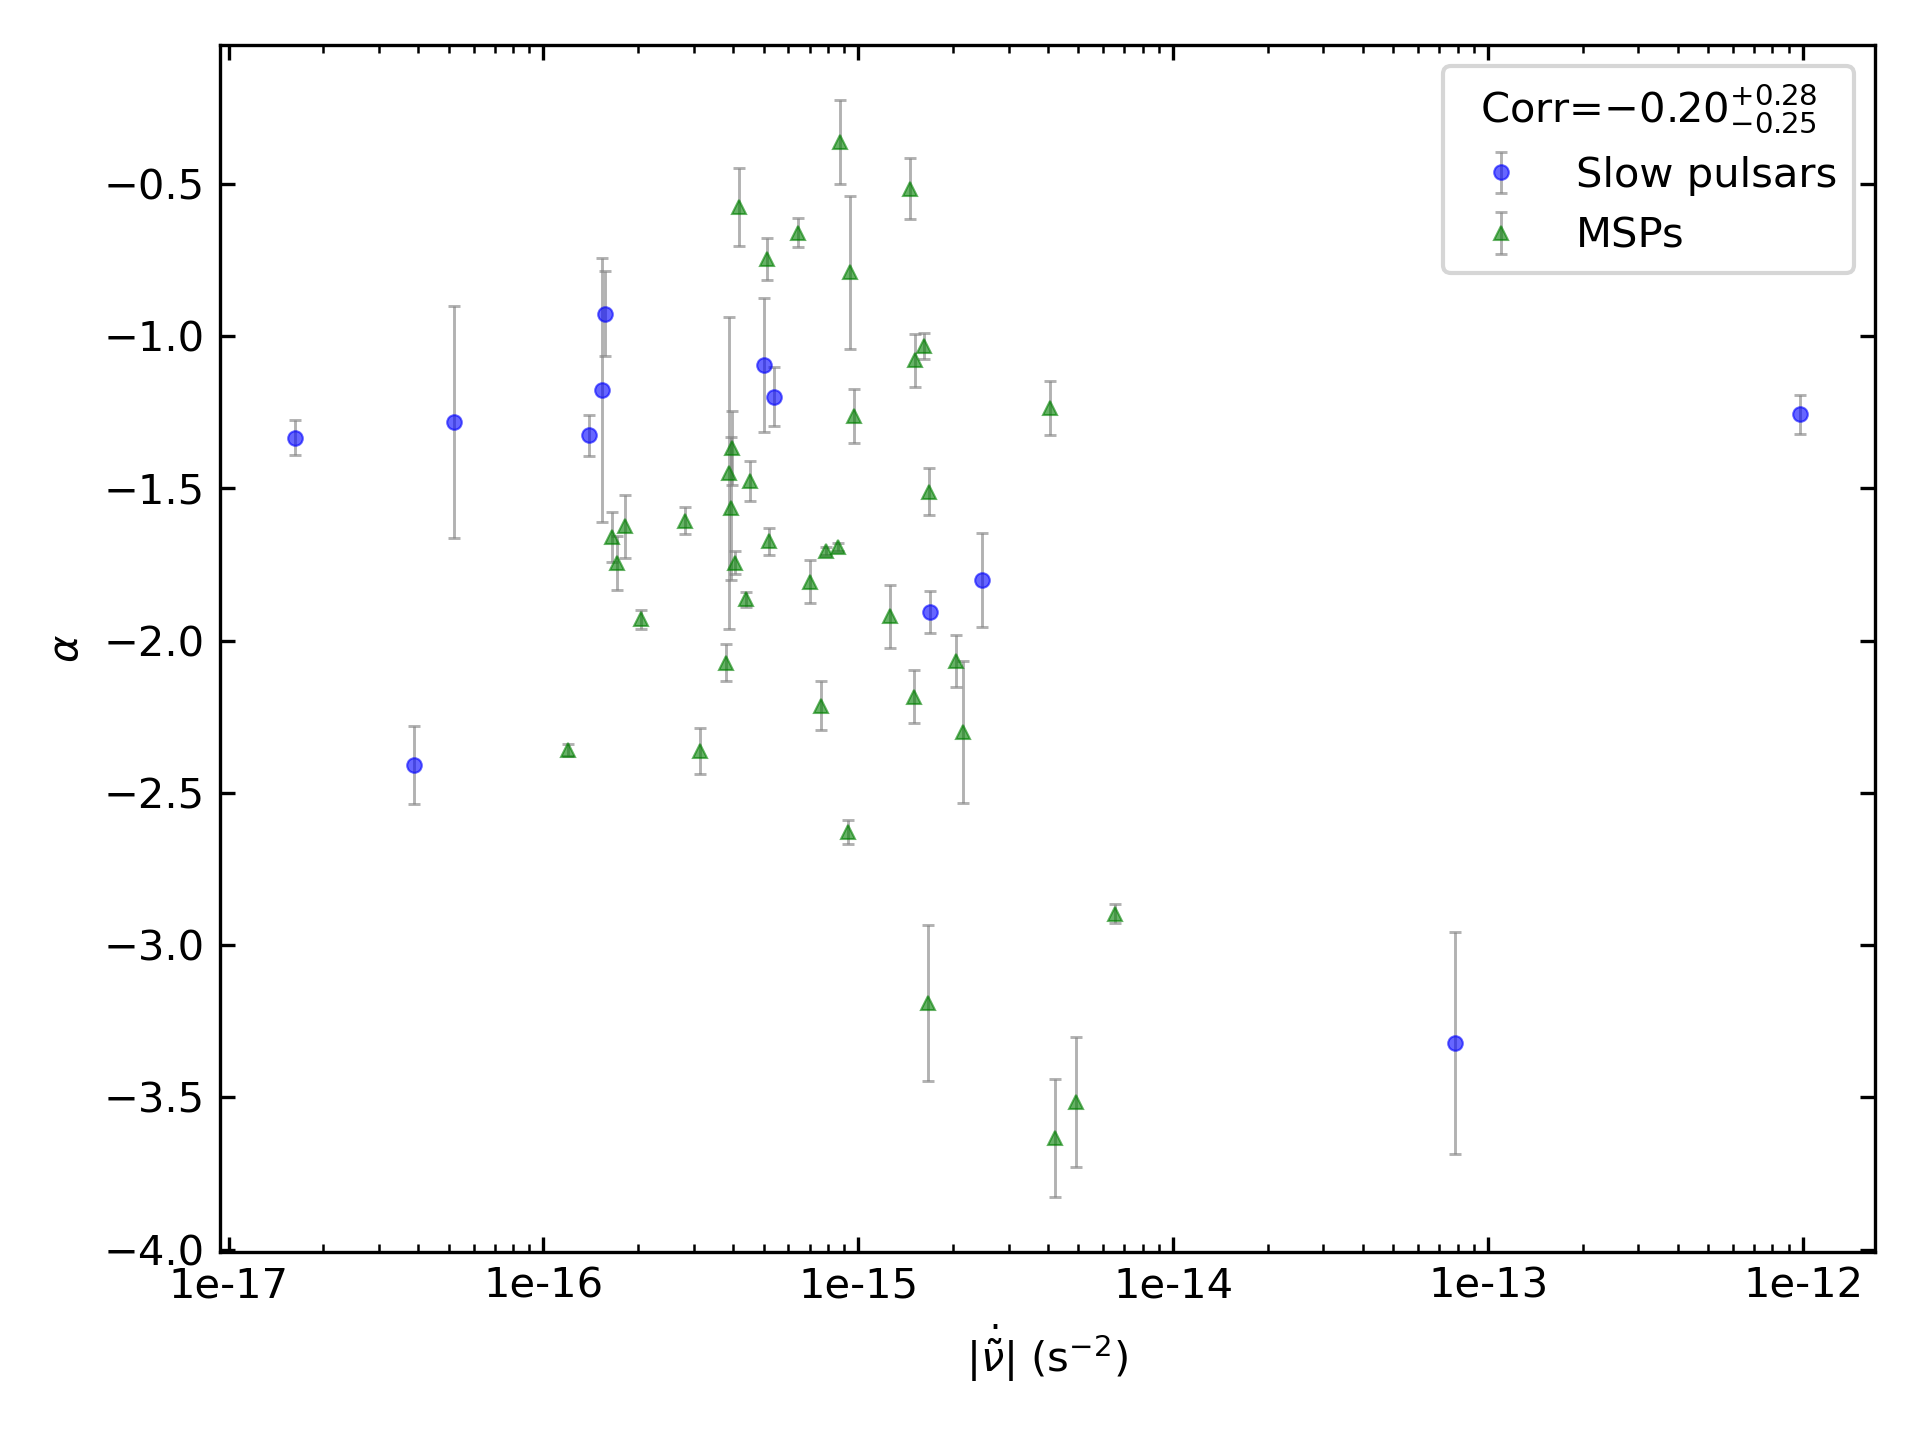 Corr=−0.20+0.28−0.25
Slow pulsars
MSPs
−0.5
−1.0
−1.5
−2.0
−2.5
−3.0
−3.5
−4.0
α
1e-17 1e-16 1e-15 1e-14 1e-13 1e-12
|ν̃̇| (s−2)